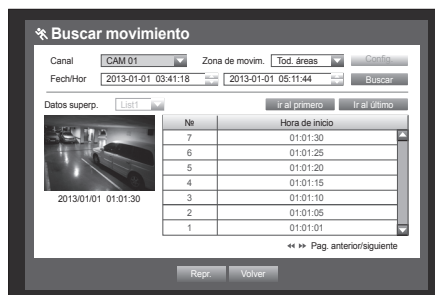 Buscar movimiento
Canal CAM 01 Zona de movim. Tod. áreas Config.
Fech/Hor 2013-01-01 03:41:18 2013-01-01 05:11:44 Buscar
Datos superp. List1 ir al primero Ir al último
№ Hora de inicio
7 01:01:30
6 01:01:25
5 01:01:20
4 01:01:15
3 01:01:10
2 01:01:05
1 01:01:01
2013/01/01 01:01:30
Pag. anterior/siguiente
Repr. Volver